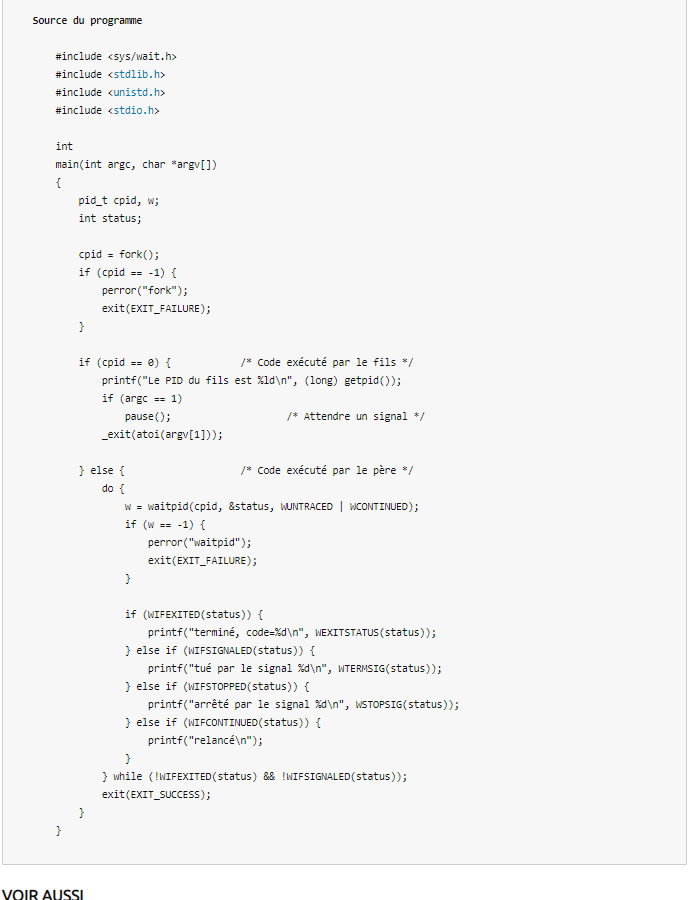 Source du programme
#include <sys/wait.h>
#include <stdlib.h>
#include <unistd.h>
#include <stdio.h>
int
main(int argc, char *argv[])
{
pid_t cpid, w;
int status;
cpid = fork();
if (cpid == -1) {
perror("fork");
exit(EXIT_FAILURE);
}
if (cpid == 0) { /* Code exécuté par le fils */
printf("Le PID du fils est %ld\n", (long) getpid());
if (argc == 1)
pause(); /* Attendre un signal */
_exit(atoi(argv[1]));
} else { /* Code exécuté par le père */
do {
w = waitpid(cpid, &status, WUNTRACED | WCONTINUED);
if (w == -1) {
perror("waitpid");
exit(EXIT_FAILURE);
}
if (WIFEXITED(status)) {
printf("terminé, code=%d\n", WEXITSTATUS(status));
} else if (WIFSIGNALED(status)) {
printf("tué par le signal %d\n", WTERMSIG(status));
} else if (WIFSTOPPED(status)) {
printf("arrêté par le signal %d\n", WSTOPSIG(status));
} else if (WIFCONTINUED(status)) {
printf("relancé\n");
}
} while (!WIFEXITED(status) && !WIFSIGNALED(status));
exit(EXIT_SUCCESS);
}
}
VOIR AUSSI